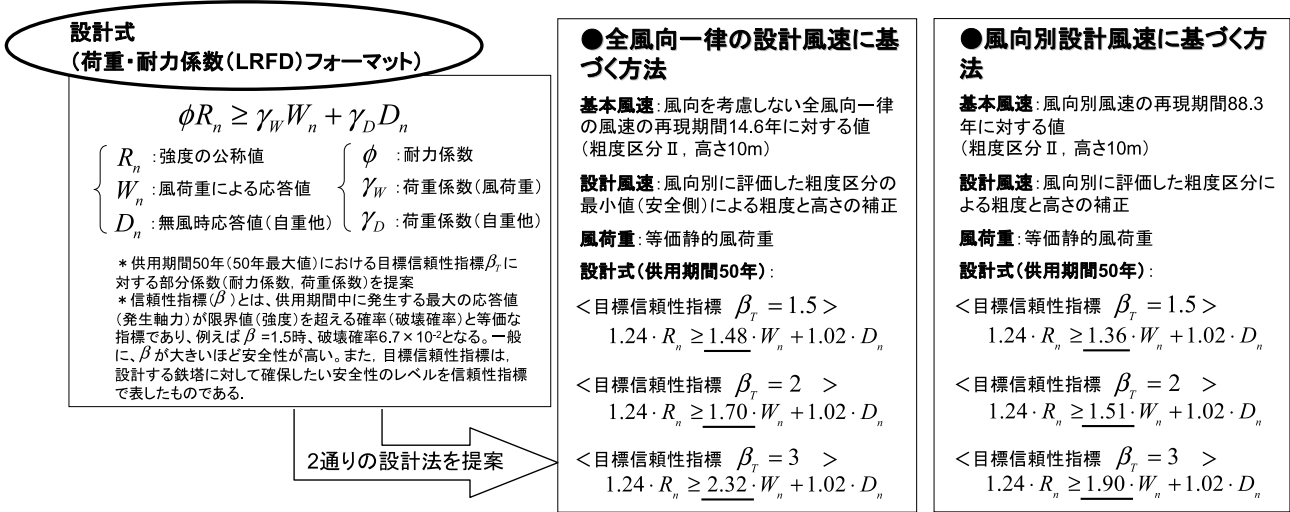 設計式
(荷重・耐力係数(LRFD)フォーマット)
ϕRₙ ≥ γ_W Wₙ + γ_D Dₙ
Rₙ :強度の公称値
Wₙ :風荷重による応答値
Dₙ :無風時応答値(自重他)
ϕ :耐力係数
γ_W :荷重係数(風荷重)
γ_D :荷重係数(自重他)
*供用期間50年(50年最大値)における目標信頼性指標β_Tに
対する部分係数(耐力係数, 荷重係数)を提案
*信頼性指標(β)とは、供用期間中に発生する最大の応答値
(発生軸力)が限界値(強度)を超える確率(破壊確率)と等価な
指標であり、例えばβ=1.5時、破壊確率6.7×10⁻²となる。一般
に、βが大きいほど安全性が高い。また, 目標信頼性指標は,
設計する鉄塔に対して確保したい安全性のレベルを信頼性指標
で表したものである.
2通りの設計法を提案
●全風向一律の設計風速に基
づく方法
基本風速:風向を考慮しない全風向一律
の風速の再現期間14.6年に対する値
(粗度区分Ⅱ, 高さ10m)
設計風速:風向別に評価した粗度区分の
最小値(安全側)による粗度と高さの補正
風荷重:等価静的風荷重
設計式(供用期間50年):
<目標信頼性指標 β_T = 1.5>
1.24・Rₙ ≥ 1.48・Wₙ + 1.02・Dₙ
<目標信頼性指標 β_T = 2 >
1.24・Rₙ ≥ 1.70・Wₙ + 1.02・Dₙ
<目標信頼性指標 β_T = 3 >
1.24・Rₙ ≥ 2.32・Wₙ + 1.02・Dₙ
●風向別設計風速に基づく方
法
基本風速:風向別風速の再現期間88.3
年に対する値
(粗度区分Ⅱ, 高さ10m)
設計風速:風向別に評価した粗度区分に
よる粗度と高さの補正
風荷重:等価静的風荷重
設計式(供用期間50年):
<目標信頼性指標 β_T = 1.5>
1.24・Rₙ ≥ 1.36・Wₙ + 1.02・Dₙ
<目標信頼性指標 β_T = 2 >
1.24・Rₙ ≥ 1.51・Wₙ + 1.02・Dₙ
<目標信頼性指標 β_T = 3 >
1.24・Rₙ ≥ 1.90・Wₙ + 1.02・Dₙ